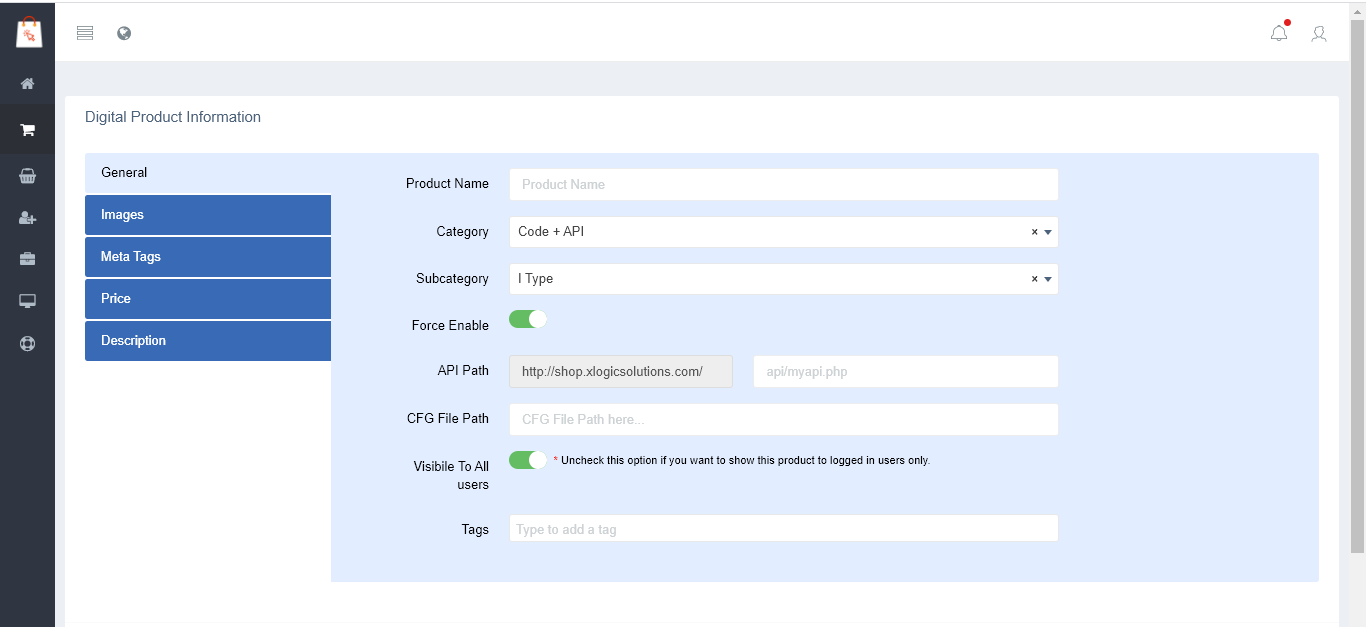 Digital Product Information
General
Images
Meta Tags
Price
Description
Product Name
Product Name
Category
Code + API
× 
Subcategory
I Type
×
Force Enable
API Path
http://shop.xlogicsolutions.com/
api/myapi.php
CFG File Path
CFG File Path here...
Visibile To All
users
* Uncheck this option if you want to show this product to logged in users only.
Tags
Type to add a tag